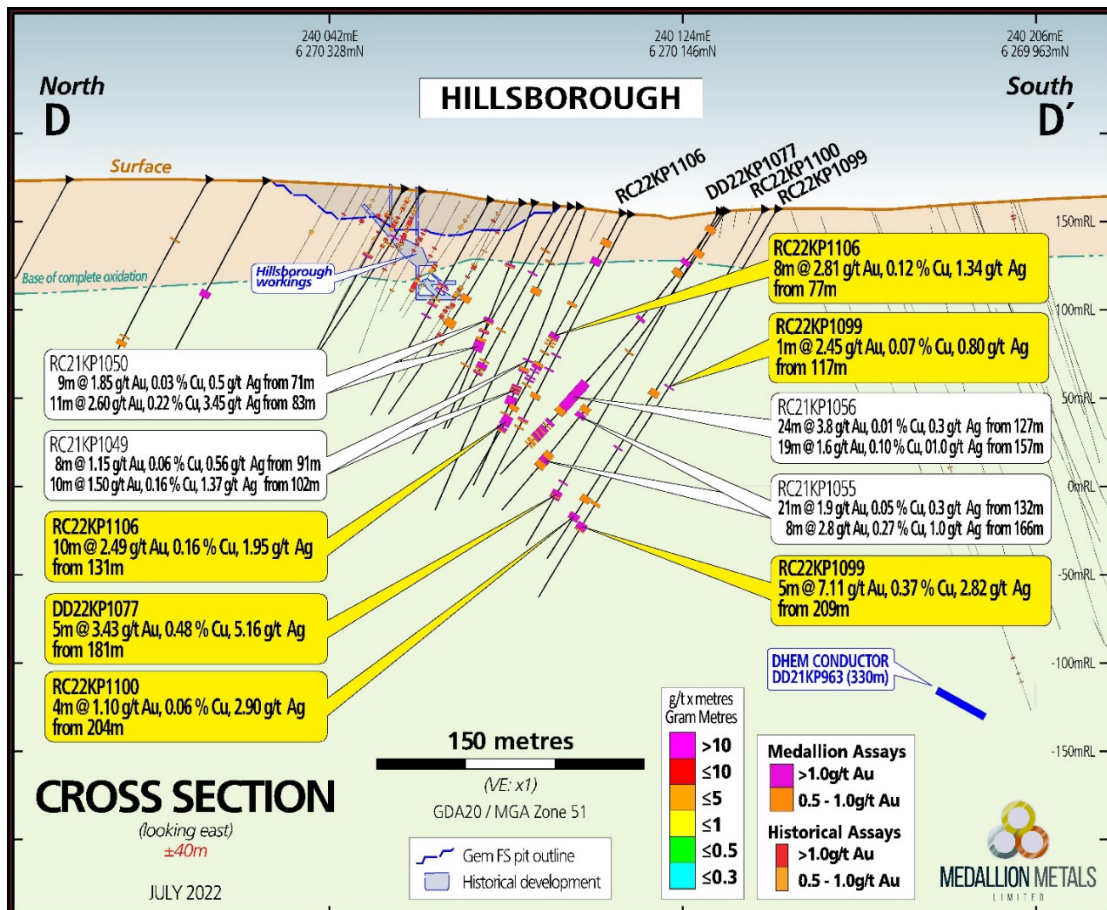 240 042mE
6 270 328mN
240 124mE
6 270 146mN
240 206mE
6 269 963mN
North
D
HILLSBOROUGH
South
D′
Surface
RC22KP1106
DD22KP1077
RC22KP1100
RC22KP1099
150mRL
100mRL
50mRL
0mRL
-50mRL
-100mRL
-150mRL
Base of complete oxidation
Hillsborough
workings
RC22KP1106
8m @ 2.81 g/t Au, 0.12 % Cu, 1.34 g/t Ag
from 77m
RC22KP1099
1m @ 2.45 g/t Au, 0.07 % Cu, 0.80 g/t Ag
from 117m
RC21KP1050
9m @ 1.85 g/t Au, 0.03 % Cu, 0.5 g/t Ag from 71m
11m @ 2.60 g/t Au, 0.22 % Cu, 3.45 g/t Ag from 83m
RC21KP1056
24m @ 3.8 g/t Au, 0.01 % Cu, 0.3 g/t Ag from 127m
19m @ 1.6 g/t Au, 0.10 % Cu, 01.0 g/t Ag from 157m
RC21KP1049
8m @ 1.15 g/t Au, 0.06 % Cu, 0.56 g/t Ag from 91m
10m @ 1.50 g/t Au, 0.16 % Cu, 1.37 g/t Ag from 102m
RC21KP1055
21m @ 1.9 g/t Au, 0.05 % Cu, 0.3 g/t Ag from 132m
8m @ 2.8 g/t Au, 0.27 % Cu, 1.0 g/t Ag from 166m
RC22KP1106
10m @ 2.49 g/t Au, 0.16 % Cu, 1.95 g/t Ag
from 131m
RC22KP1099
5m @ 7.11 g/t Au, 0.37 % Cu, 2.82 g/t Ag
from 209m
DD22KP1077
5m @ 3.43 g/t Au, 0.48 % Cu, 5.16 g/t Ag
from 181m
RC22KP1100
4m @ 1.10 g/t Au, 0.06 % Cu, 2.90 g/t Ag
from 204m
DHEM CONDUCTOR
DD21KP963 (330m)
CROSS SECTION
(looking east)
±40m
JULY 2022
150 metres
(VE: x1)
GDA20 / MGA Zone 51
Gem FS pit outline
Historical development
g/t x metres
Gram Metres
>10
≤10
≤5
≤1
≤0.5
≤0.3
Medallion Assays
>1.0g/t Au
0.5 - 1.0g/t Au
Historical Assays
>1.0g/t Au
0.5 - 1.0g/t Au
MEDALLION METALS
LIMITED